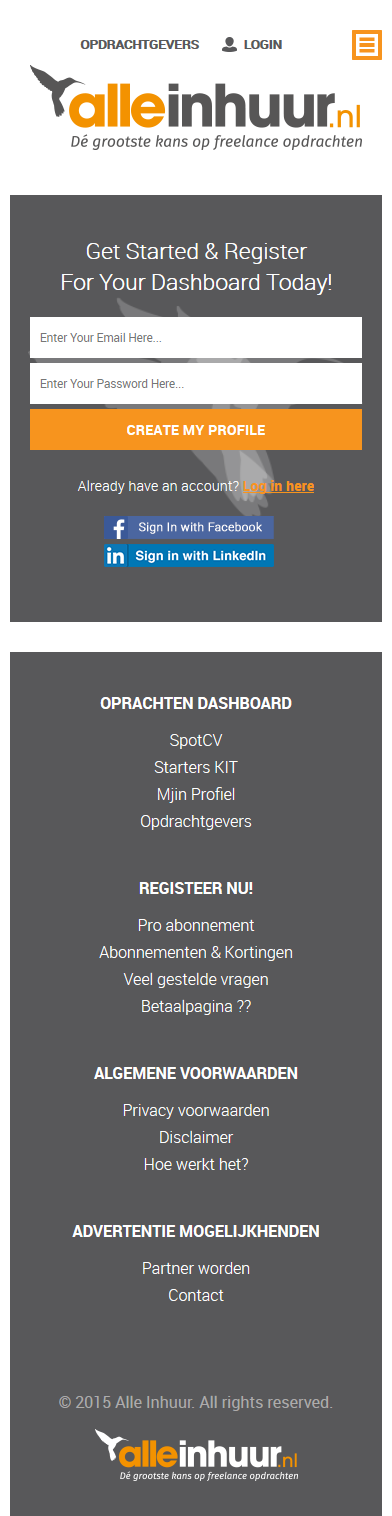 OPDRACHTGEVERS LOGIN
alleinhuur.nl
Dé grootste kans op freelance opdrachten
Get Started & Register
For Your Dashboard Today!
Enter Your Email Here...
Enter Your Password Here...
CREATE MY PROFILE
Already have an account? Log in here
f Sign In with Facebook
in Sign in with LinkedIn
OPRACHTEN DASHBOARD
SpotCV
Starters KIT
Mjin Profiel
Opdrachtgevers
REGISTEER NU!
Pro abonnement
Abonnementen & Kortingen
Veel gestelde vragen
Betaalpagina ??
ALGEMENE VOORWAARDEN
Privacy voorwaarden
Disclaimer
Hoe werkt het?
ADVERTENTIE MOGELIJKHENDEN
Partner worden
Contact
© 2015 Alle Inhuur. All rights reserved.
alleinhuur.nl
Dé grootste kans op freelance opdrachten